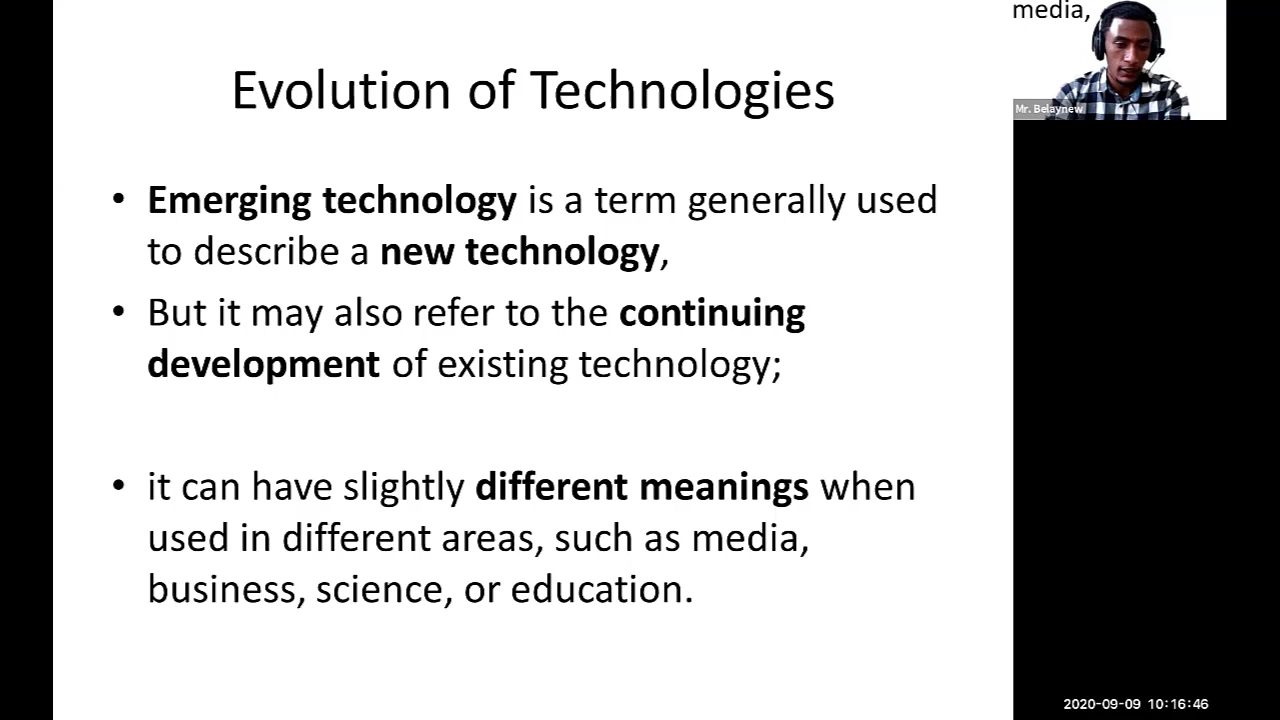 media,
Mr. Belaynew
Evolution of Technologies
• Emerging technology is a term generally used
to describe a new technology,
• But it may also refer to the continuing
development of existing technology;
• it can have slightly different meanings when
used in different areas, such as media,
business, science, or education.
2020-09-09 10:16:46